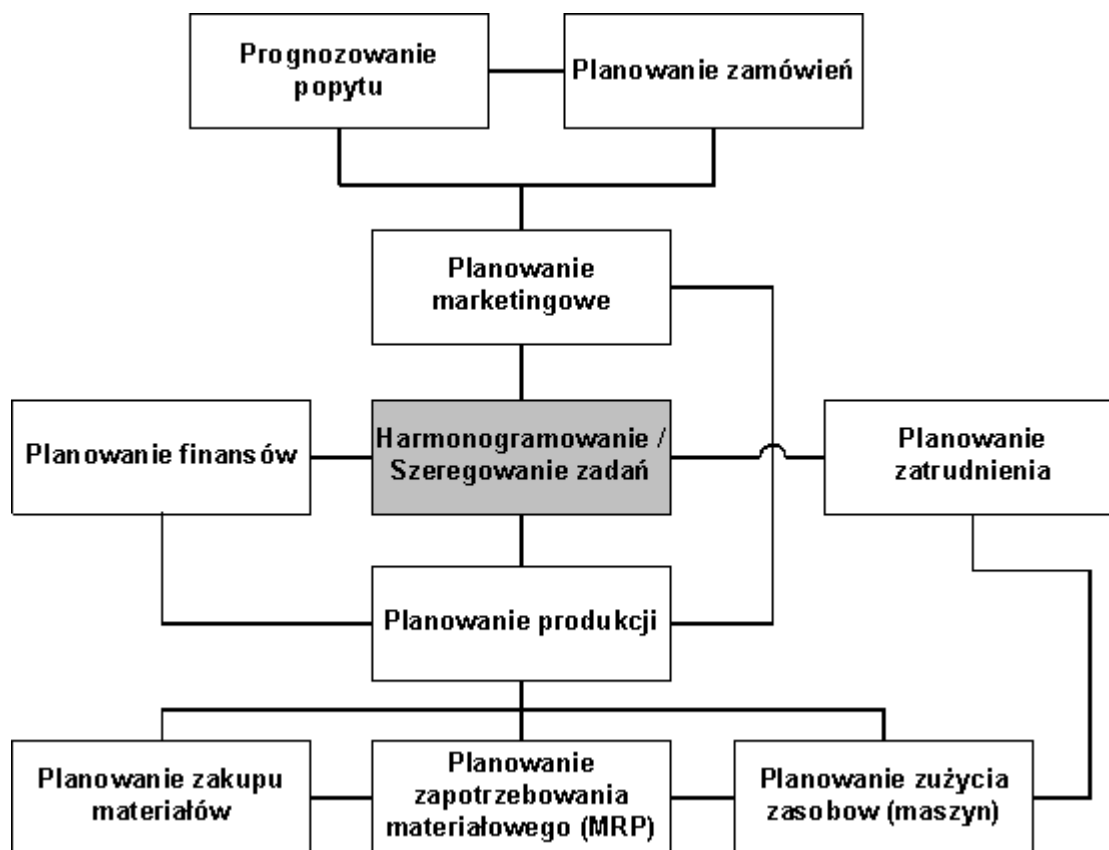 Prognozowanie
popytu
Planowanie zamówień
Planowanie
marketingowe
Planowanie finansów
Harmonogramowanie /
Szeregowanie zadań
Planowanie
zatrudnienia
Planowanie produkcji
Planowanie zakupu
materiałów
Planowanie
zapotrzebowania
materiałowego (MRP)
Planowanie zużycia
zasobow (maszyn)